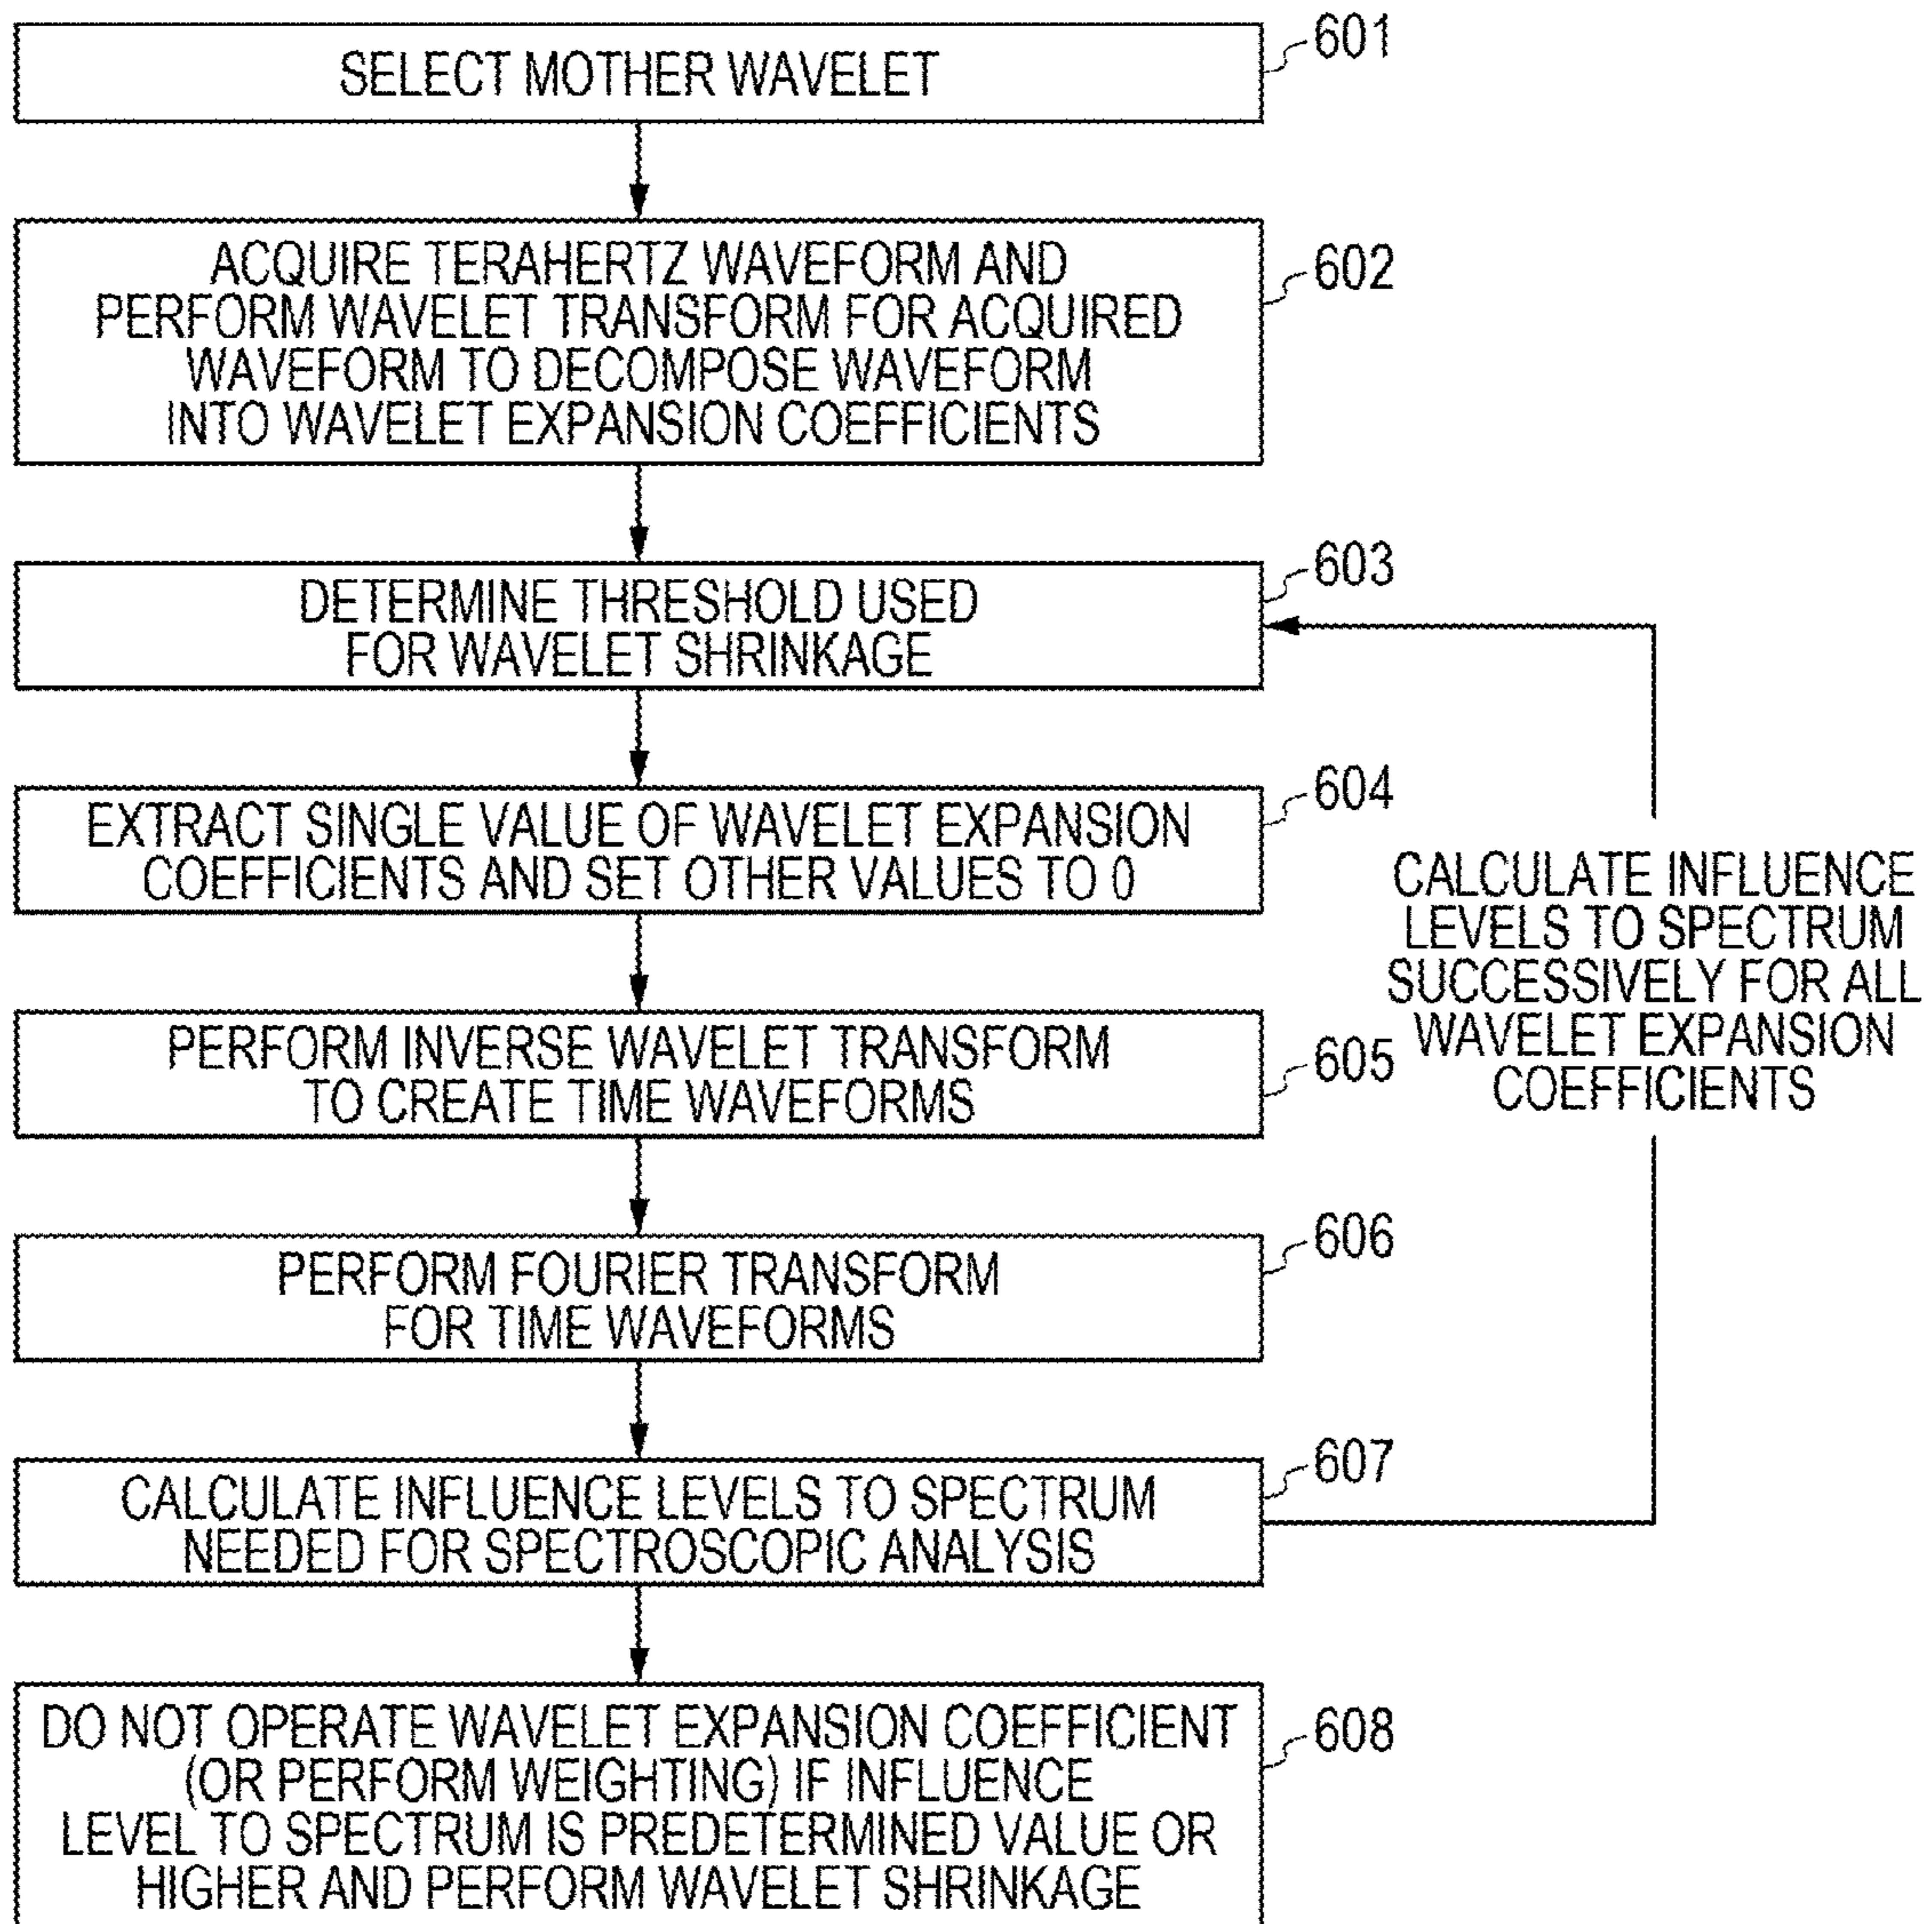 SELECT MOTHER WAVELET
601
ACQUIRE TERAHERTZ WAVEFORM AND
PERFORM WAVELET TRANSFORM FOR ACQUIRED
WAVEFORM TO DECOMPOSE WAVEFORM
INTO WAVELET EXPANSION COEFFICIENTS
602
DETERMINE THRESHOLD USED
FOR WAVELET SHRINKAGE
603
EXTRACT SINGLE VALUE OF WAVELET EXPANSION
COEFFICIENTS AND SET OTHER VALUES TO 0
604
PERFORM INVERSE WAVELET TRANSFORM
TO CREATE TIME WAVEFORMS
605
PERFORM FOURIER TRANSFORM
FOR TIME WAVEFORMS
606
CALCULATE INFLUENCE LEVELS TO SPECTRUM
NEEDED FOR SPECTROSCOPIC ANALYSIS
607
CALCULATE INFLUENCE
LEVELS TO SPECTRUM
SUCCESSIVELY FOR ALL
WAVELET EXPANSION
COEFFICIENTS
DO NOT OPERATE WAVELET EXPANSION COEFFICIENT
(OR PERFORM WEIGHTING) IF INFLUENCE
LEVEL TO SPECTRUM IS PREDETERMINED VALUE OR
HIGHER AND PERFORM WAVELET SHRINKAGE
608